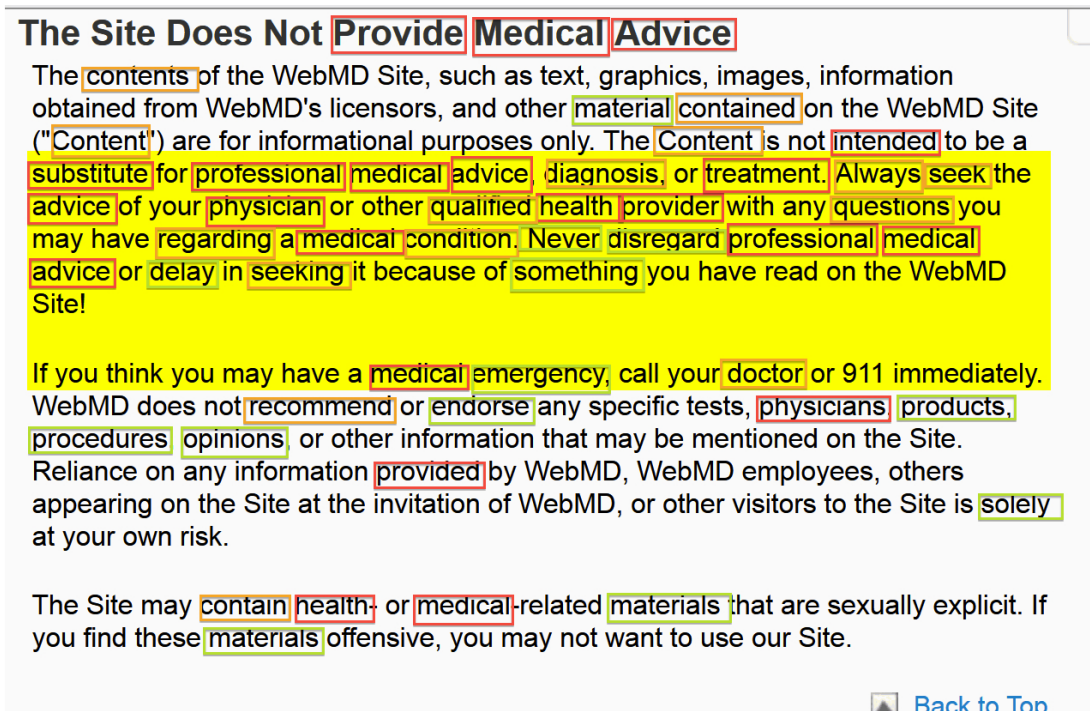 The Site Does Not Provide Medical Advice
The contents of the WebMD Site, such as text, graphics, images, information
obtained from WebMD's licensors, and other material contained on the WebMD Site
("Content") are for informational purposes only. The Content is not intended to be a
substitute for professional medical advice, diagnosis, or treatment. Always seek the
advice of your physician or other qualified health provider with any questions you
may have regarding a medical condition. Never disregard professional medical
advice or delay in seeking it because of something you have read on the WebMD
Site!
If you think you may have a medical emergency, call your doctor or 911 immediately.
WebMD does not recommend or endorse any specific tests, physicians, products,
procedures, opinions, or other information that may be mentioned on the Site.
Reliance on any information provided by WebMD, WebMD employees, others
appearing on the Site at the invitation of WebMD, or other visitors to the Site is solely
at your own risk.
The Site may contain health- or medical-related materials that are sexually explicit. If
you find these materials offensive, you may not want to use our Site.
Back to Top